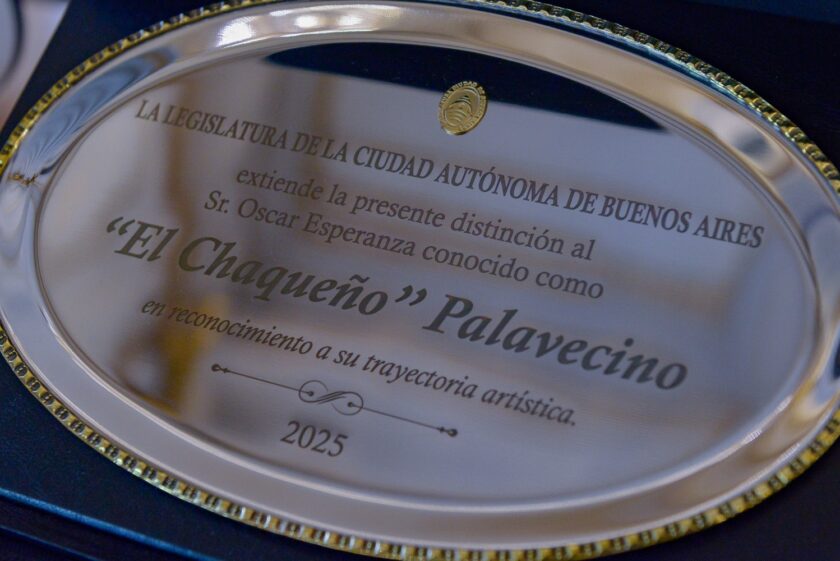 LA LEGISLATURA DE LA CIUDAD AUTÓNOMA DE BUENOS AIRES
extiende la presente distinción al
Sr. Oscar Esperanza conocido como
“El Chaqueño” Palavecino
en reconocimiento a su trayectoria artística.
2025